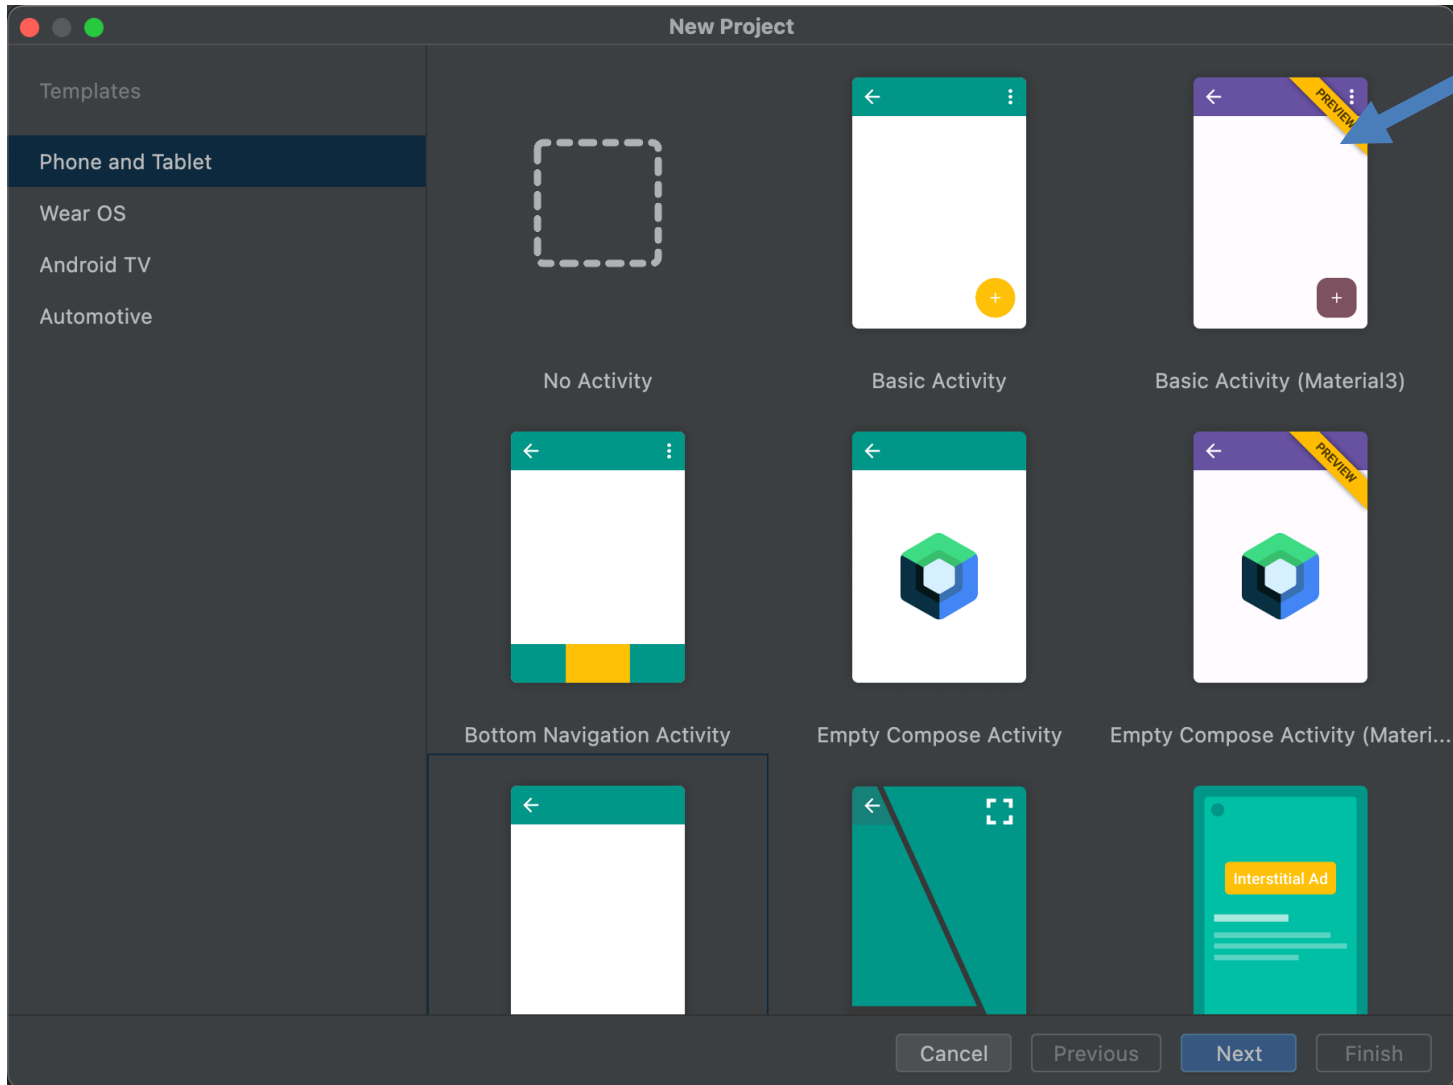 New Project
Templates
Phone and Tablet
Wear OS
Android TV
Automotive
PREVIEW
No Activity
Basic Activity
Basic Activity (Material3)
PREVIEW
Bottom Navigation Activity
Empty Compose Activity
Empty Compose Activity (Materi...
Interstitial Ad
Cancel
Previous
Next
Finish